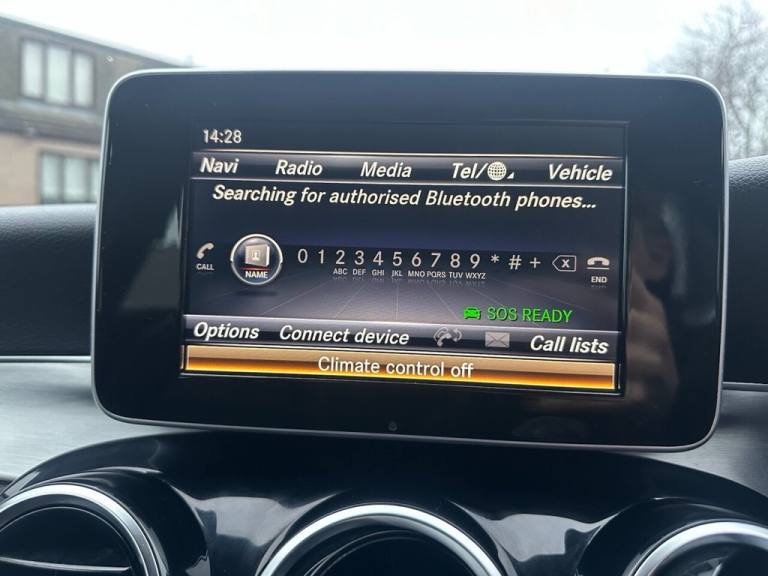 14:28
Navi Radio Media Tel/ Vehicle
Searching for authorised Bluetooth phones...
CALL NAME 0 1 2 3 4 5 6 7 8 9 * # + X END
ABC DEF GHI JKL MNO PQRS TUV WXYZ
SOS READY
Options Connect device Call lists
Climate control off